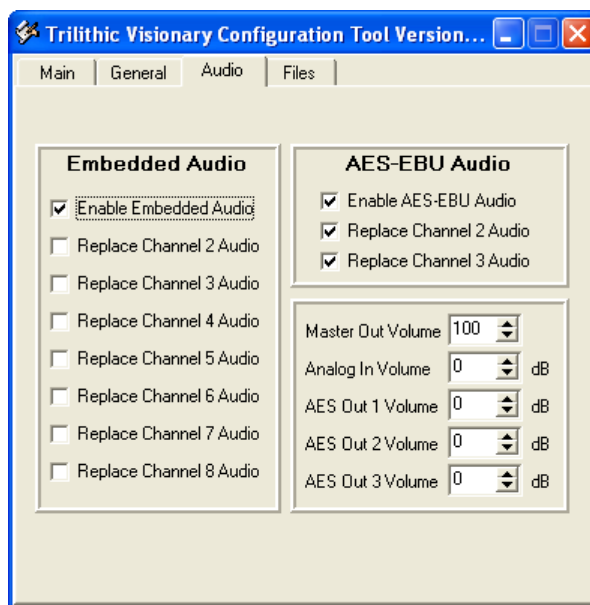 Trilithic Visionary Configuration Tool Version...
Main General Audio Files
Embedded Audio
Enable Embedded Audio
Replace Channel 2 Audio
Replace Channel 3 Audio
Replace Channel 4 Audio
Replace Channel 5 Audio
Replace Channel 6 Audio
Replace Channel 7 Audio
Replace Channel 8 Audio
AES-EBU Audio
Enable AES-EBU Audio
Replace Channel 2 Audio
Replace Channel 3 Audio
Master Out Volume 100
Analog In Volume 0 dB
AES Out 1 Volume 0 dB
AES Out 2 Volume 0 dB
AES Out 3 Volume 0 dB